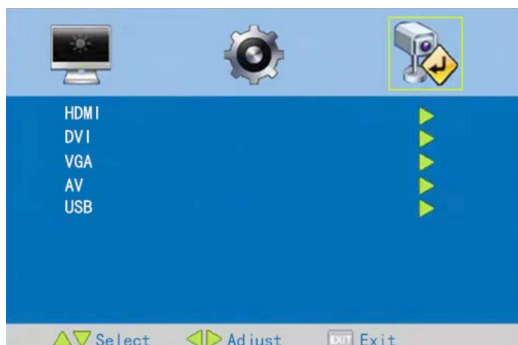 HDMI
DVI
VGA
AV
USB
Select Adjust EXIT Exit